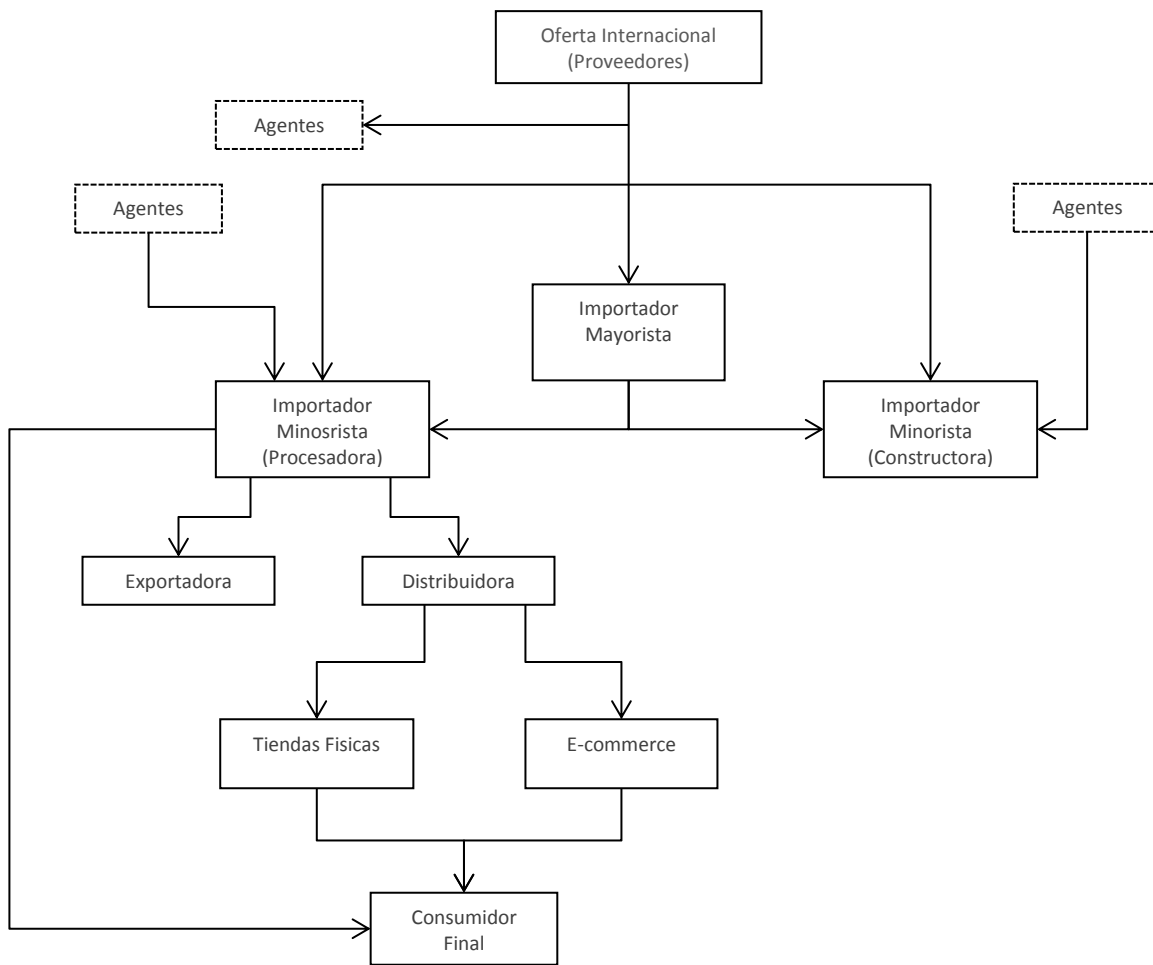 Oferta Internacional
(Proveedores)
Agentes
Agentes
Agentes
Importador
Mayorista
Importador
Minosrista
(Procesadora)
Importador
Minorista
(Constructora)
Exportadora
Distribuidora
Tiendas Fisicas
E-commerce
Consumidor
Final